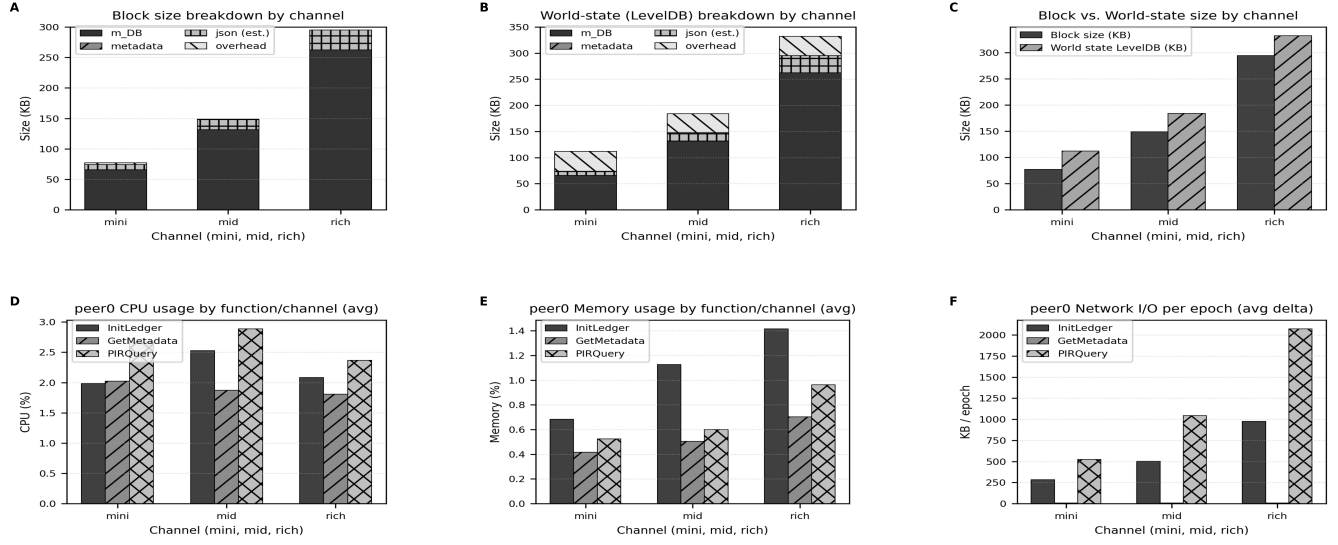 A
Block size breakdown by channel
m_DB
metadata
json (est.)
overhead
300
250
200
150
100
50
0
Size (KB)
mini
mid
rich
Channel (mini, mid, rich)
B
World-state (LevelDB) breakdown by channel
m_DB
metadata
json (est.)
overhead
350
300
250
200
150
100
50
0
Size (KB)
mini
mid
rich
Channel (mini, mid, rich)
C
Block vs. World-state size by channel
Block size (KB)
World state LevelDB (KB)
300
250
200
150
100
50
0
Size (KB)
mini
mid
rich
Channel (mini, mid, rich)
D
peer0 CPU usage by function/channel (avg)
InitLedger
GetMetadata
PIRQuery
3.0
2.5
2.0
1.5
1.0
0.5
0.0
CPU (%)
mini
mid
rich
Channel (mini, mid, rich)
E
peer0 Memory usage by function/channel (avg)
InitLedger
GetMetadata
PIRQuery
1.4
1.2
1.0
0.8
0.6
0.4
0.2
0.0
Memory (%)
mini
mid
rich
Channel (mini, mid, rich)
F
peer0 Network I/O per epoch (avg delta)
InitLedger
GetMetadata
PIRQuery
2000
1750
1500
1250
1000
750
500
250
0
KB / epoch
mini
mid
rich
Channel (mini, mid, rich)